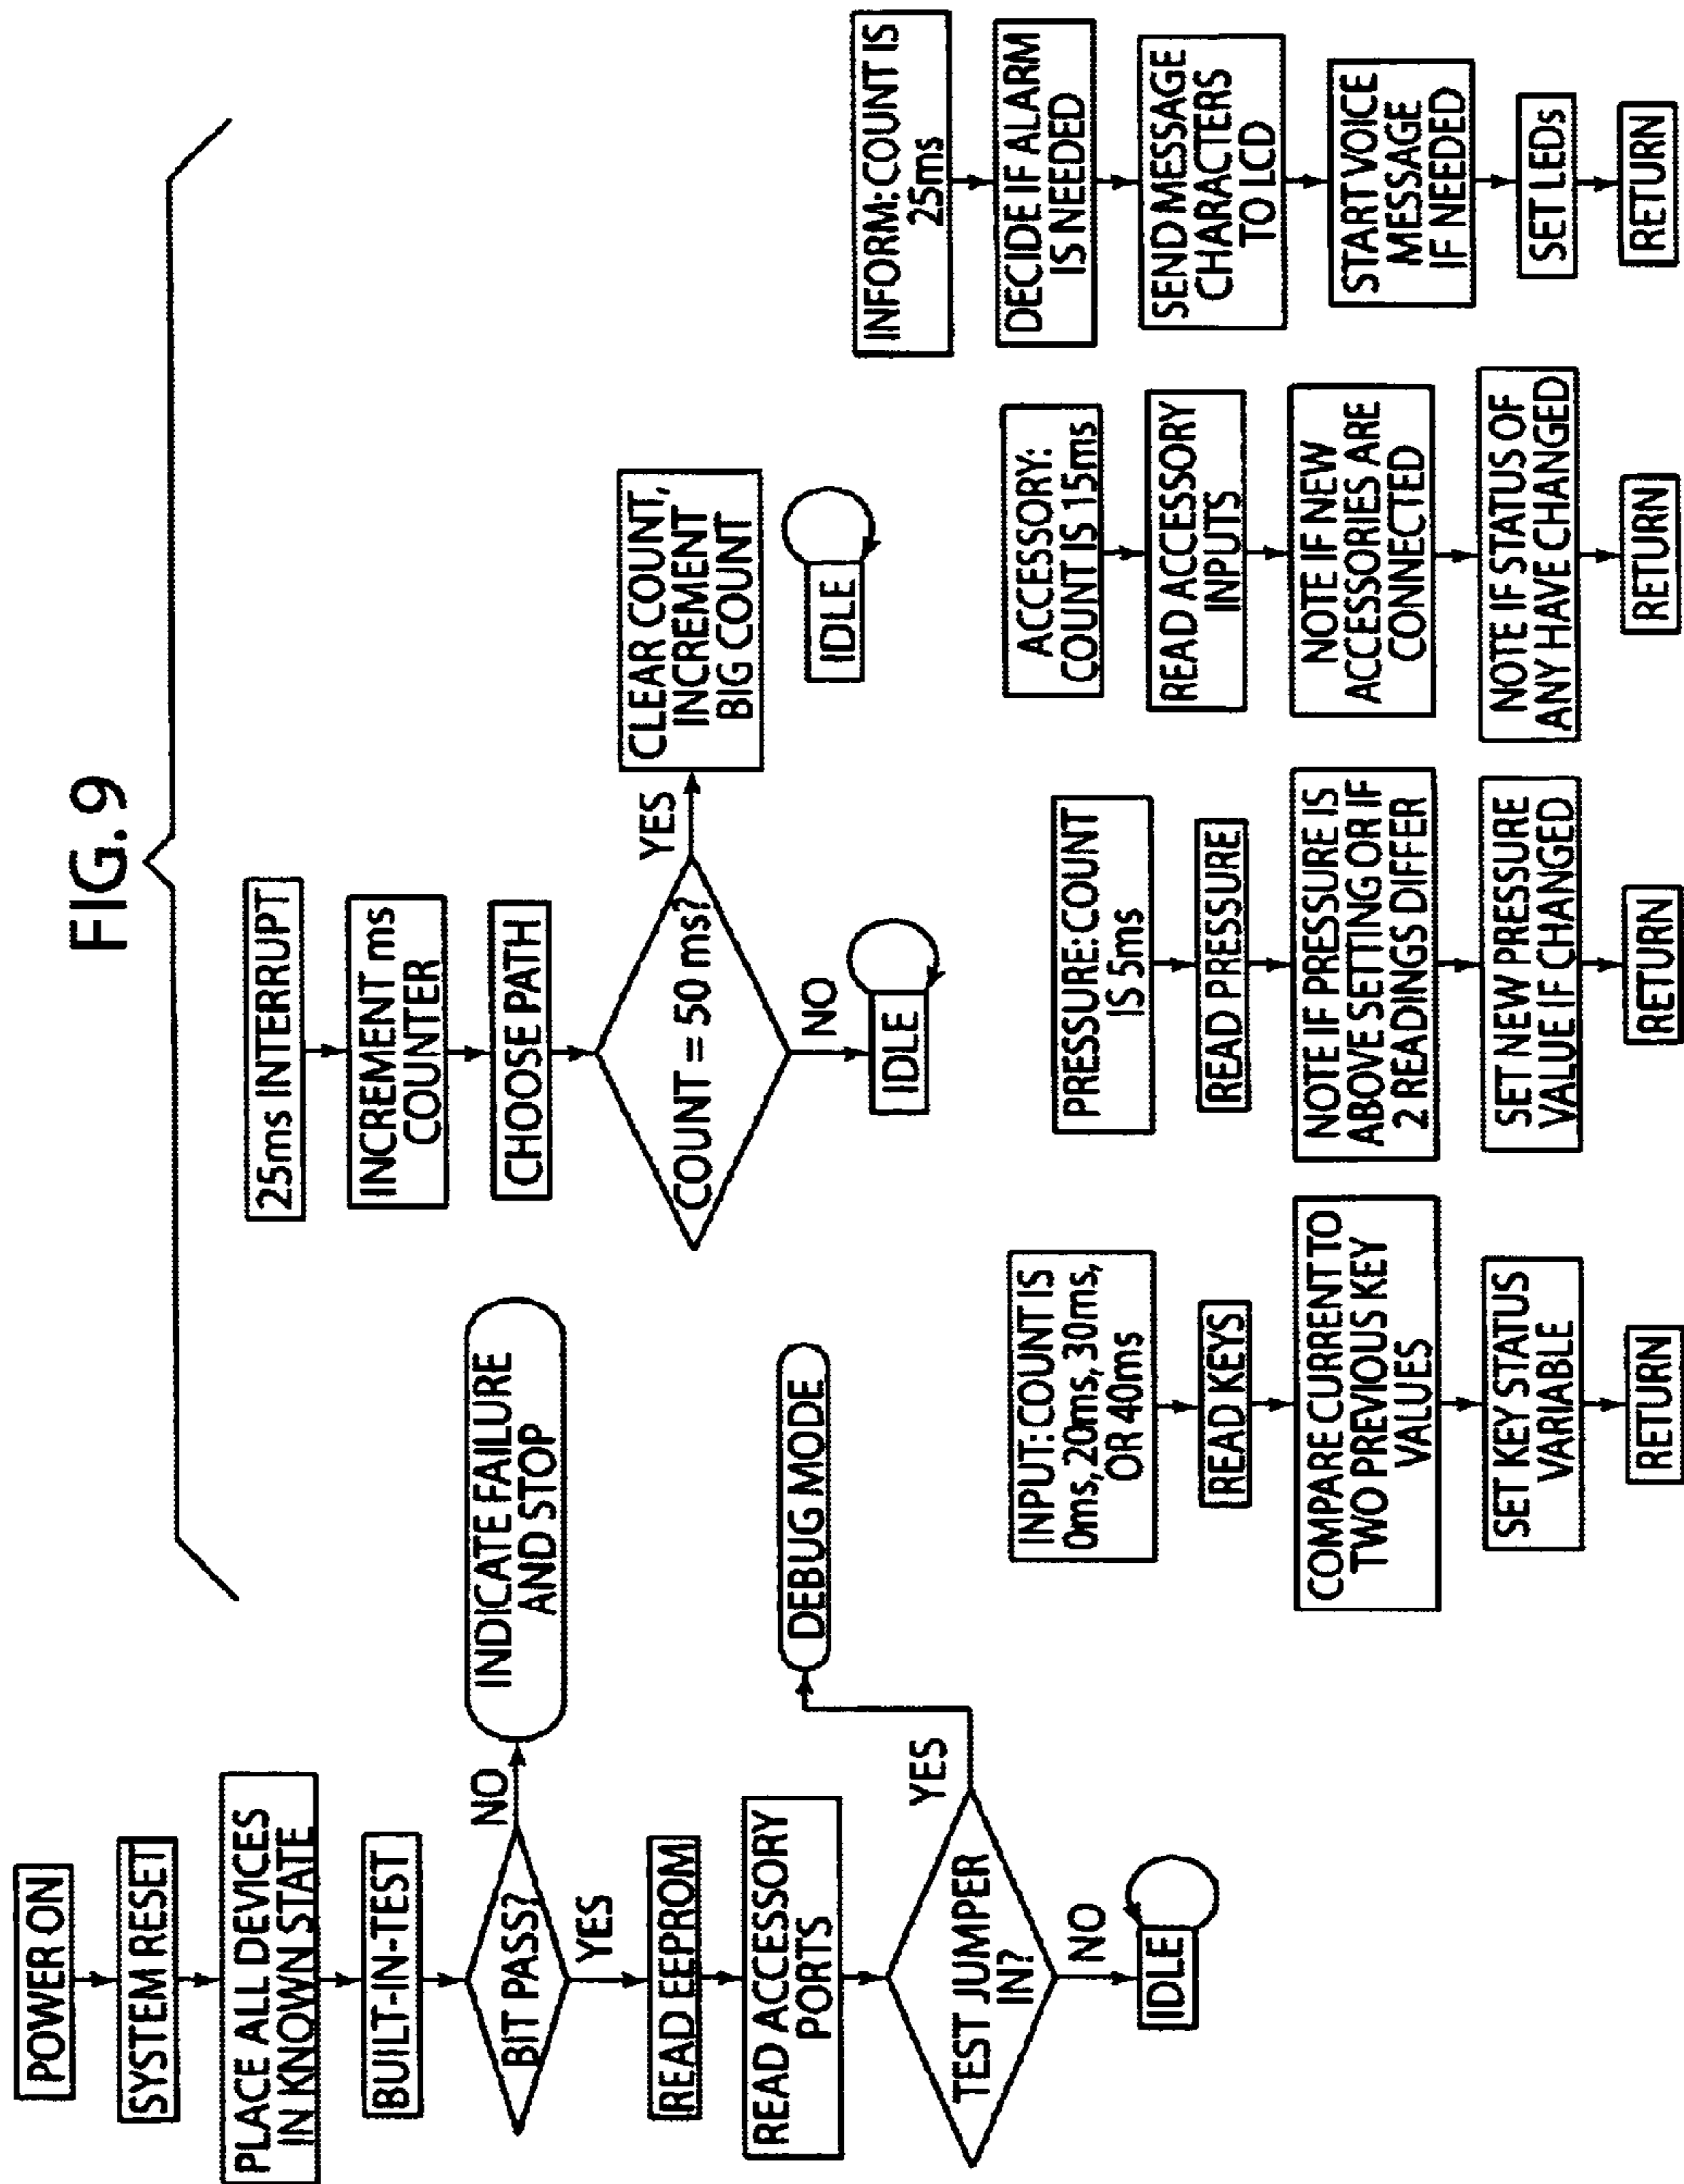 FIG. 9
POWER ON
SYSTEM RESET
PLACE ALL DEVICES
IN KNOWN STATE
BUILT-IN-TEST
BIT PASS?
NO
INDICATE FAILURE
AND STOP
YES
READ EEPROM
READ ACCESSORY
PORTS
TEST JUMPER
IN?
YES
DEBUG MODE
NO
IDLE
25ms INTERRUPT
INCREMENT ms
COUNTER
CHOOSE PATH
COUNT = 50 ms?
YES
CLEAR COUNT,
INCREMENT
BIG COUNT
IDLE
NO
IDLE
INPUT: COUNT IS
0ms, 20ms, 30ms,
OR 40ms
READ KEYS
COMPARE CURRENT TO
TWO PREVIOUS KEY
VALUES
SET KEY STATUS
VARIABLE
RETURN
PRESSURE: COUNT
IS 5ms
READ PRESSURE
NOTE IF PRESSURE IS
ABOVE SETTING OR IF
2 READINGS DIFFER
SET NEW PRESSURE
VALUE IF CHANGED
RETURN
ACCESSORY:
COUNT IS 15ms
READ ACCESSORY
INPUTS
NOTE IF NEW
ACCESSORIES ARE
CONNECTED
NOTE IF STATUS OF
ANY HAVE CHANGED
RETURN
INFORM: COUNT IS
25ms
DECIDE IF ALARM
IS NEEDED
SEND MESSAGE
CHARACTERS
TO LCD
START VOICE
MESSAGE
IF NEEDED
SET LEDs
RETURN